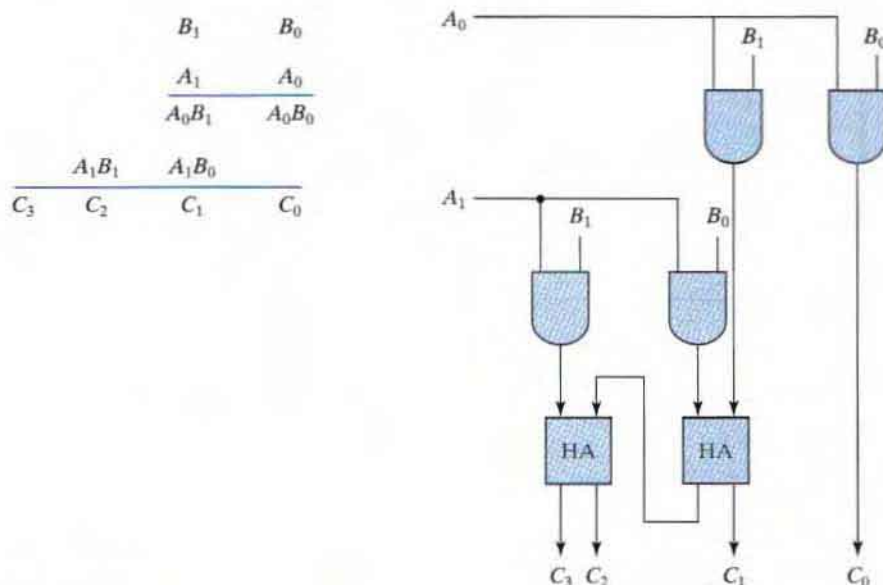 B₁ B₀
A₁ A₀
A₀B₁ A₀B₀
A₁B₁ A₁B₀
C₃ C₂ C₁ C₀
A₀
B₁ B₀
A₁
B₁ B₀
HA HA
C₃ C₂ C₁ C₀